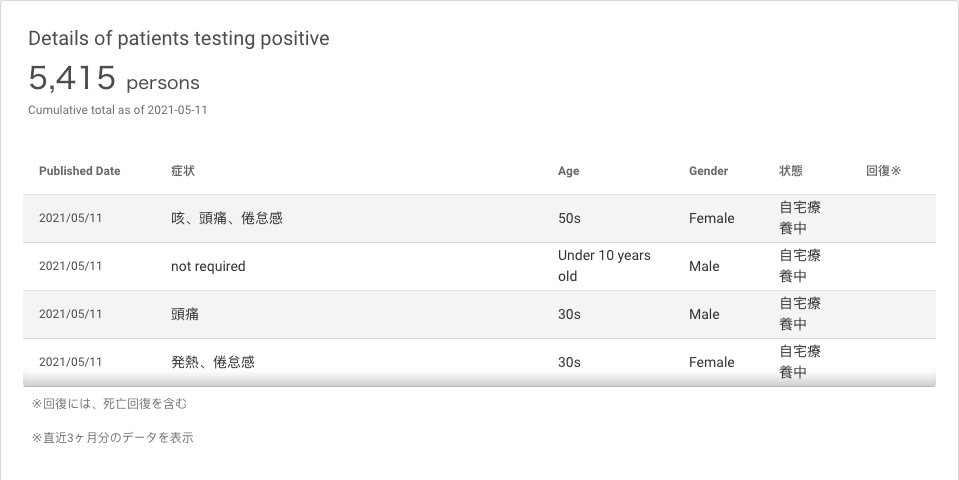 Details of patients testing positive
5,415 persons
Cumulative total as of 2021-05-11
Published Date 症状 Age Gender 状態 回復※
2021/05/11 咳、頭痛、倦怠感 50s Female 自宅療
養中
2021/05/11 not required Under 10 years
old Male 自宅療
養中
2021/05/11 頭痛 30s Male 自宅療
養中
2021/05/11 発熱、倦怠感 30s Female 自宅療
養中
※回復には、死亡回復を含む
※直近3ヶ月分のデータを表示